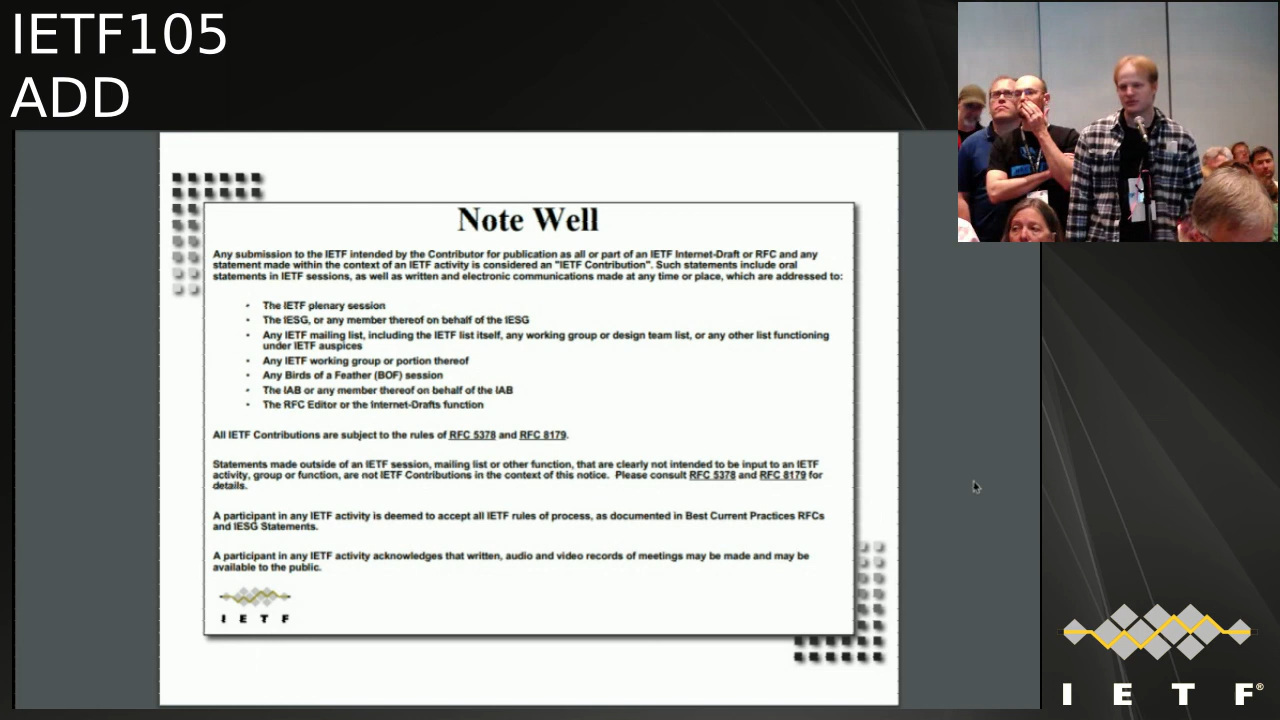 IETF105
ADD
Note Well
Any submission to the IETF intended by the Contributor for publication as all or part of an IETF Internet-Draft or RFC and any
statement made within the context of an IETF activity is considered an "IETF Contribution". Such statements include oral
statements in IETF sessions, as well as written and electronic communications made at any time or place, which are addressed to:
• The IETF plenary session
• The IESG, or any member thereof on behalf of the IESG
• Any IETF mailing list, including the IETF list itself, any working group or design team list, or any other list functioning
under IETF auspices
• Any IETF working group or portion thereof
• Any Birds of a Feather (BOF) session
• The IAB or any member thereof on behalf of the IAB
• The RFC Editor or the Internet-Drafts function
All IETF Contributions are subject to the rules of RFC 5378 and RFC 8179.
Statements made outside of an IETF session, mailing list or other function, that are clearly not intended to be input to an IETF
activity, group or function, are not IETF Contributions in the context of this notice. Please consult RFC 5378 and RFC 8179 for
details.
A participant in any IETF activity is deemed to accept all IETF rules of process, as documented in Best Current Practices RFCs
and IESG Statements.
A participant in any IETF activity acknowledges that written, audio and video records of meetings may be made and may be
available to the public.
I E T F
I E T F®